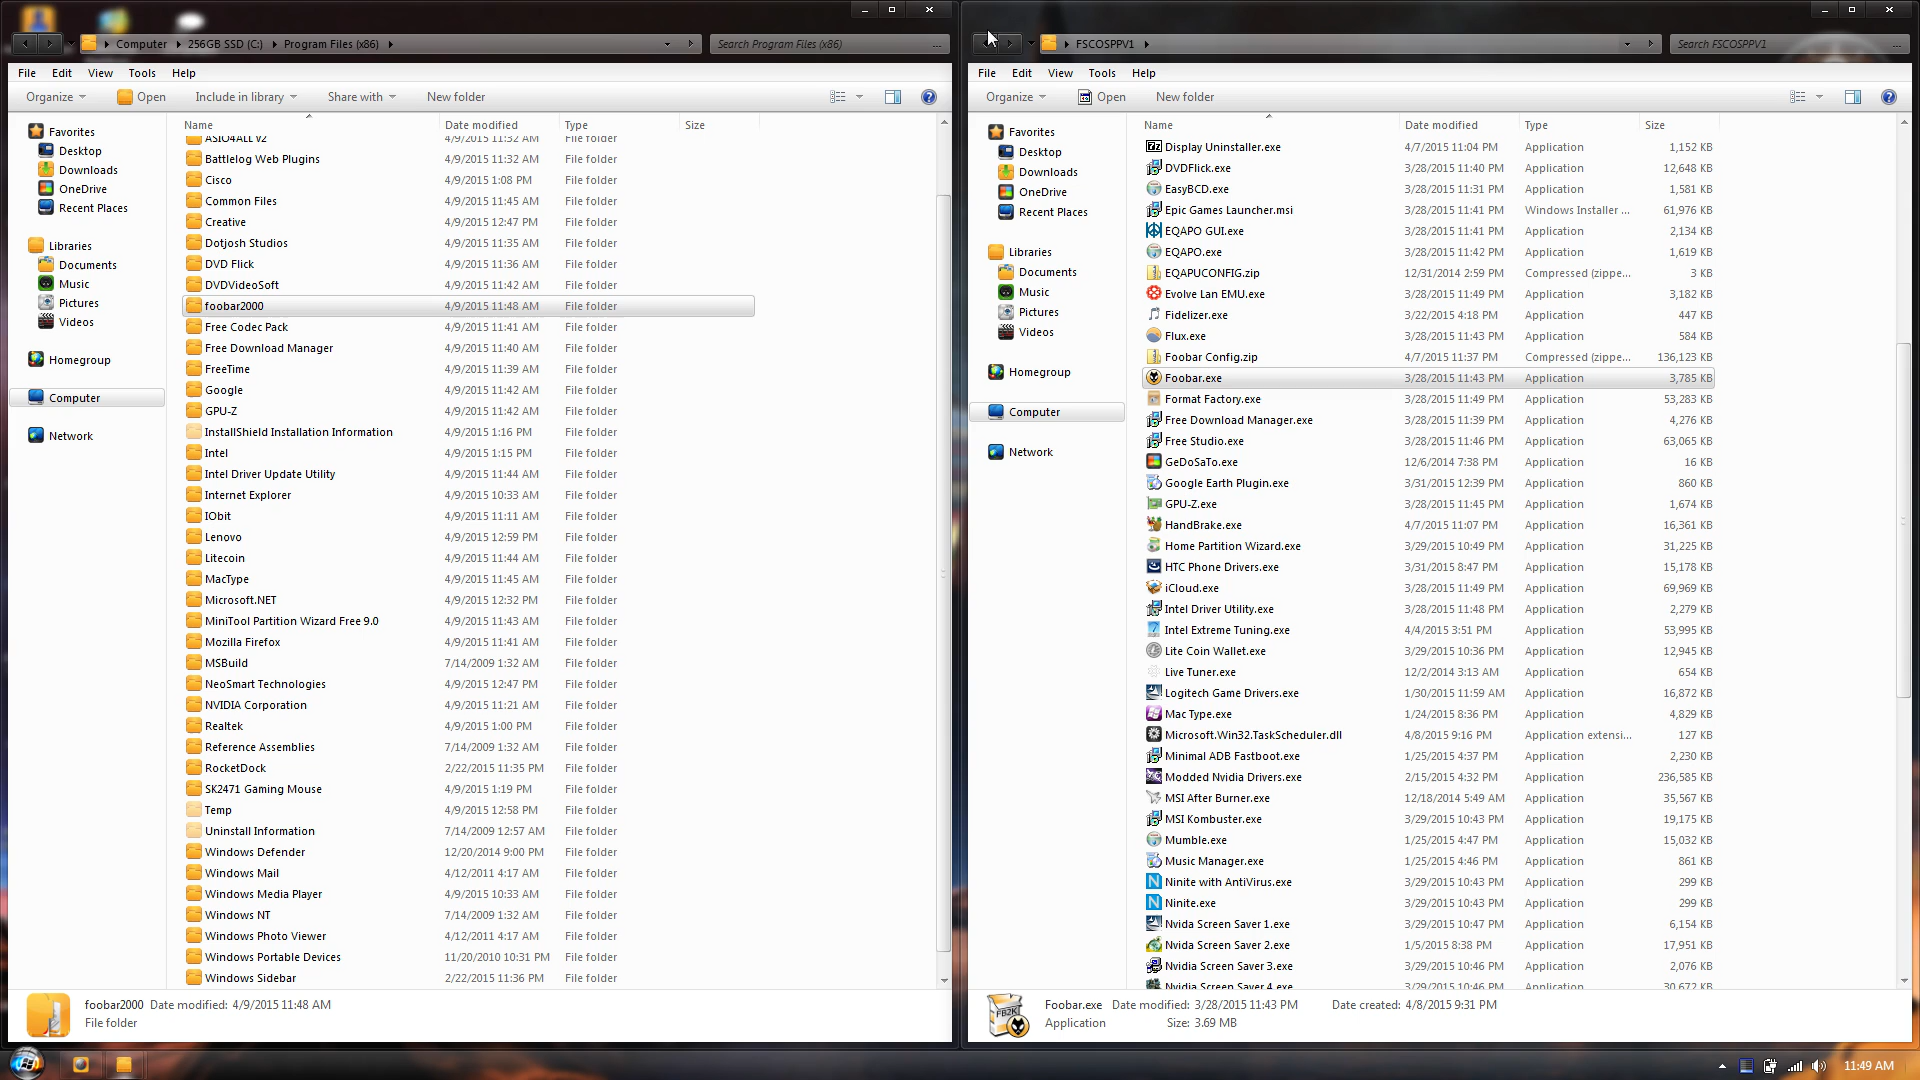 Computer ▸ 256GB SSD (C:) ▸ Program Files (x86) ▸
Search Program Files (x86)
File Edit View Tools Help
Organize Open Include in library Share with New folder
Name Date modified Type Size
Favorites
Desktop
Downloads
OneDrive
Recent Places
Libraries
Documents
Music
Pictures
Videos
Homegroup
Computer
Network
ASIO4ALL v2 4/9/2015 11:32 AM File folder
Battlelog Web Plugins 4/9/2015 11:32 AM File folder
Cisco 4/9/2015 1:08 PM File folder
Common Files 4/9/2015 11:45 AM File folder
Creative 4/9/2015 12:47 PM File folder
Dotjosh Studios 4/9/2015 11:35 AM File folder
DVD Flick 4/9/2015 11:36 AM File folder
DVDVideoSoft 4/9/2015 11:42 AM File folder
foobar2000 4/9/2015 11:48 AM File folder
Free Codec Pack 4/9/2015 11:41 AM File folder
Free Download Manager 4/9/2015 11:40 AM File folder
FreeTime 4/9/2015 11:39 AM File folder
Google 4/9/2015 11:42 AM File folder
GPU-Z 4/9/2015 11:42 AM File folder
InstallShield Installation Information 4/9/2015 1:16 PM File folder
Intel 4/9/2015 1:15 PM File folder
Intel Driver Update Utility 4/9/2015 11:44 AM File folder
Internet Explorer 4/9/2015 10:33 AM File folder
IObit 4/9/2015 11:11 AM File folder
Lenovo 4/9/2015 12:59 PM File folder
Litecoin 4/9/2015 11:44 AM File folder
MacType 4/9/2015 11:45 AM File folder
Microsoft.NET 4/9/2015 12:32 PM File folder
MiniTool Partition Wizard Free 9.0 4/9/2015 11:43 AM File folder
Mozilla Firefox 4/9/2015 11:41 AM File folder
MSBuild 7/14/2009 1:32 AM File folder
NeoSmart Technologies 4/9/2015 12:47 PM File folder
NVIDIA Corporation 4/9/2015 11:21 AM File folder
Realtek 4/9/2015 1:00 PM File folder
Reference Assemblies 7/14/2009 1:32 AM File folder
RocketDock 2/22/2015 11:35 PM File folder
SK2471 Gaming Mouse 4/9/2015 1:19 PM File folder
Temp 4/9/2015 12:58 PM File folder
Uninstall Information 7/14/2009 12:57 AM File folder
Windows Defender 12/20/2014 9:00 PM File folder
Windows Mail 4/12/2011 4:17 AM File folder
Windows Media Player 4/9/2015 10:33 AM File folder
Windows NT 7/14/2009 1:32 AM File folder
Windows Photo Viewer 4/12/2011 4:17 AM File folder
Windows Portable Devices 11/20/2010 10:31 PM File folder
Windows Sidebar 2/22/2015 11:36 PM File folder
foobar2000 Date modified: 4/9/2015 11:48 AM
File folder
FSCOSPPV1 ▸
Search FSCOSPPV1
File Edit View Tools Help
Organize Open New folder
Name Date modified Type Size
Favorites
Desktop
Downloads
OneDrive
Recent Places
Libraries
Documents
Music
Pictures
Videos
Homegroup
Computer
Network
Display Uninstaller.exe 4/7/2015 11:04 PM Application 1,152 KB
DVDFlick.exe 3/28/2015 11:40 PM Application 12,648 KB
EasyBCD.exe 3/28/2015 11:31 PM Application 1,581 KB
Epic Games Launcher.msi 3/28/2015 11:41 PM Windows Installer ... 61,976 KB
EQAPO GUI.exe 3/28/2015 11:41 PM Application 2,134 KB
EQAPO.exe 3/28/2015 11:42 PM Application 1,619 KB
EQAPUCONFIG.zip 12/31/2014 2:59 PM Compressed (zippe... 3 KB
Evolve Lan EMU.exe 3/28/2015 11:49 PM Application 3,182 KB
Fidelizer.exe 3/22/2015 4:18 PM Application 447 KB
Flux.exe 3/28/2015 11:43 PM Application 584 KB
Foobar Config.zip 4/7/2015 11:37 PM Compressed (zippe... 136,123 KB
Foobar.exe 3/28/2015 11:43 PM Application 3,785 KB
Format Factory.exe 3/28/2015 11:49 PM Application 53,283 KB
Free Download Manager.exe 3/28/2015 11:39 PM Application 4,276 KB
Free Studio.exe 3/28/2015 11:46 PM Application 63,065 KB
GeDoSaTo.exe 12/6/2014 7:38 PM Application 16 KB
Google Earth Plugin.exe 3/31/2015 12:39 PM Application 860 KB
GPU-Z.exe 3/28/2015 11:45 PM Application 1,674 KB
HandBrake.exe 4/7/2015 11:07 PM Application 16,361 KB
Home Partition Wizard.exe 3/29/2015 10:49 PM Application 31,225 KB
HTC Phone Drivers.exe 3/31/2015 8:47 PM Application 15,178 KB
iCloud.exe 3/28/2015 11:49 PM Application 69,969 KB
Intel Driver Utility.exe 3/28/2015 11:48 PM Application 2,279 KB
Intel Extreme Tuning.exe 4/4/2015 3:51 PM Application 53,995 KB
Lite Coin Wallet.exe 3/29/2015 10:36 PM Application 12,945 KB
Live Tuner.exe 12/2/2014 3:13 AM Application 654 KB
Logitech Game Drivers.exe 1/30/2015 11:59 AM Application 16,872 KB
Mac Type.exe 1/24/2015 8:36 PM Application 4,829 KB
Microsoft.Win32.TaskScheduler.dll 4/8/2015 9:16 PM Application extensi... 127 KB
Minimal ADB Fastboot.exe 1/25/2015 4:37 PM Application 2,230 KB
Modded Nvidia Drivers.exe 2/15/2015 4:32 PM Application 236,585 KB
MSI After Burner.exe 12/18/2014 5:49 AM Application 35,567 KB
MSI Kombuster.exe 3/29/2015 10:43 PM Application 19,175 KB
Mumble.exe 1/25/2015 4:47 PM Application 15,032 KB
Music Manager.exe 1/25/2015 4:46 PM Application 861 KB
Ninite with AntiVirus.exe 3/29/2015 10:43 PM Application 299 KB
Ninite.exe 3/29/2015 10:43 PM Application 299 KB
Nvida Screen Saver 1.exe 3/29/2015 10:47 PM Application 6,154 KB
Nvida Screen Saver 2.exe 1/5/2015 8:38 PM Application 17,951 KB
Nvidia Screen Saver 3.exe 3/29/2015 10:46 PM Application 2,076 KB
Nvidia Screen Saver 4.exe 3/29/2015 10:46 PM Application 30,672 KB
Foobar.exe Date modified: 3/28/2015 11:43 PM Date created: 4/8/2015 9:31 PM
Application Size: 3.69 MB
11:49 AM